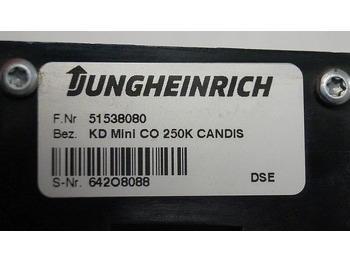 JUNGHEINRICH
F.Nr 51538080
Bez. KD Mini CO 250K CANDIS
S-Nr. 642O8088 DSE